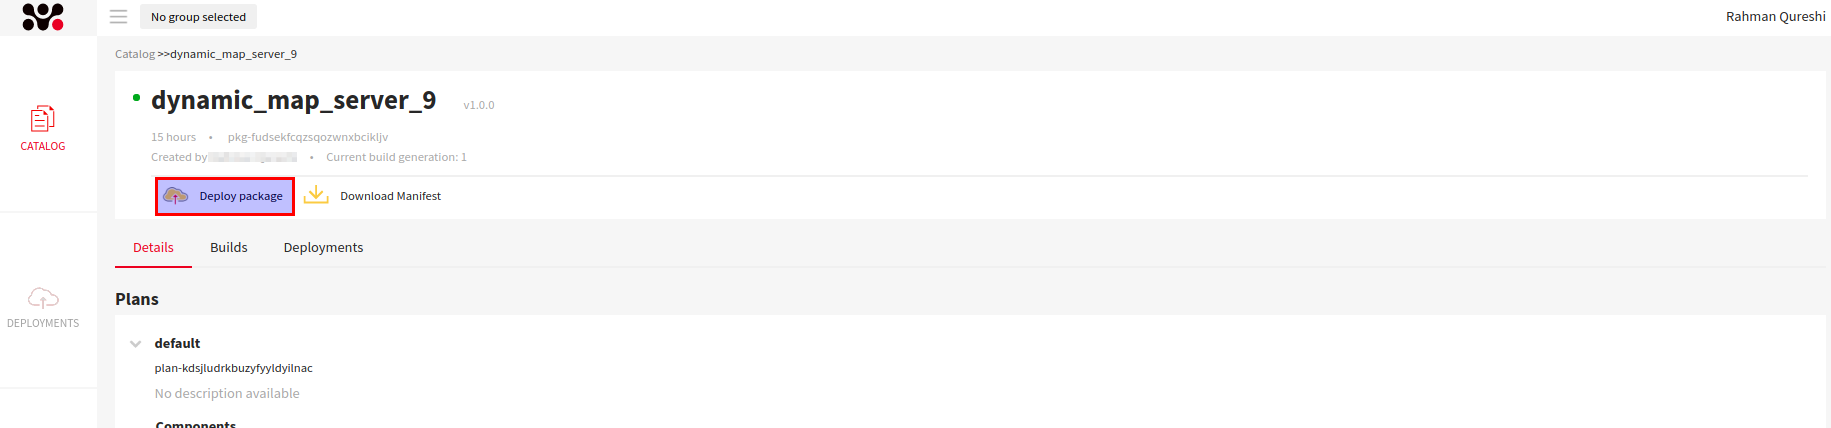 No group selected
Rahman Qureshi
Catalog >>dynamic_map_server_9
dynamic_map_server_9 v1.0.0
15 hours • pkg-fudsekfcqzsqozwnxbcikljv
Created by • Current build generation: 1
Deploy package
Download Manifest
CATALOG
Details
Builds
Deployments
DEPLOYMENTS
Plans
default
plan-kdsjludrkbuzyfyyldyilnac
No description available
Components